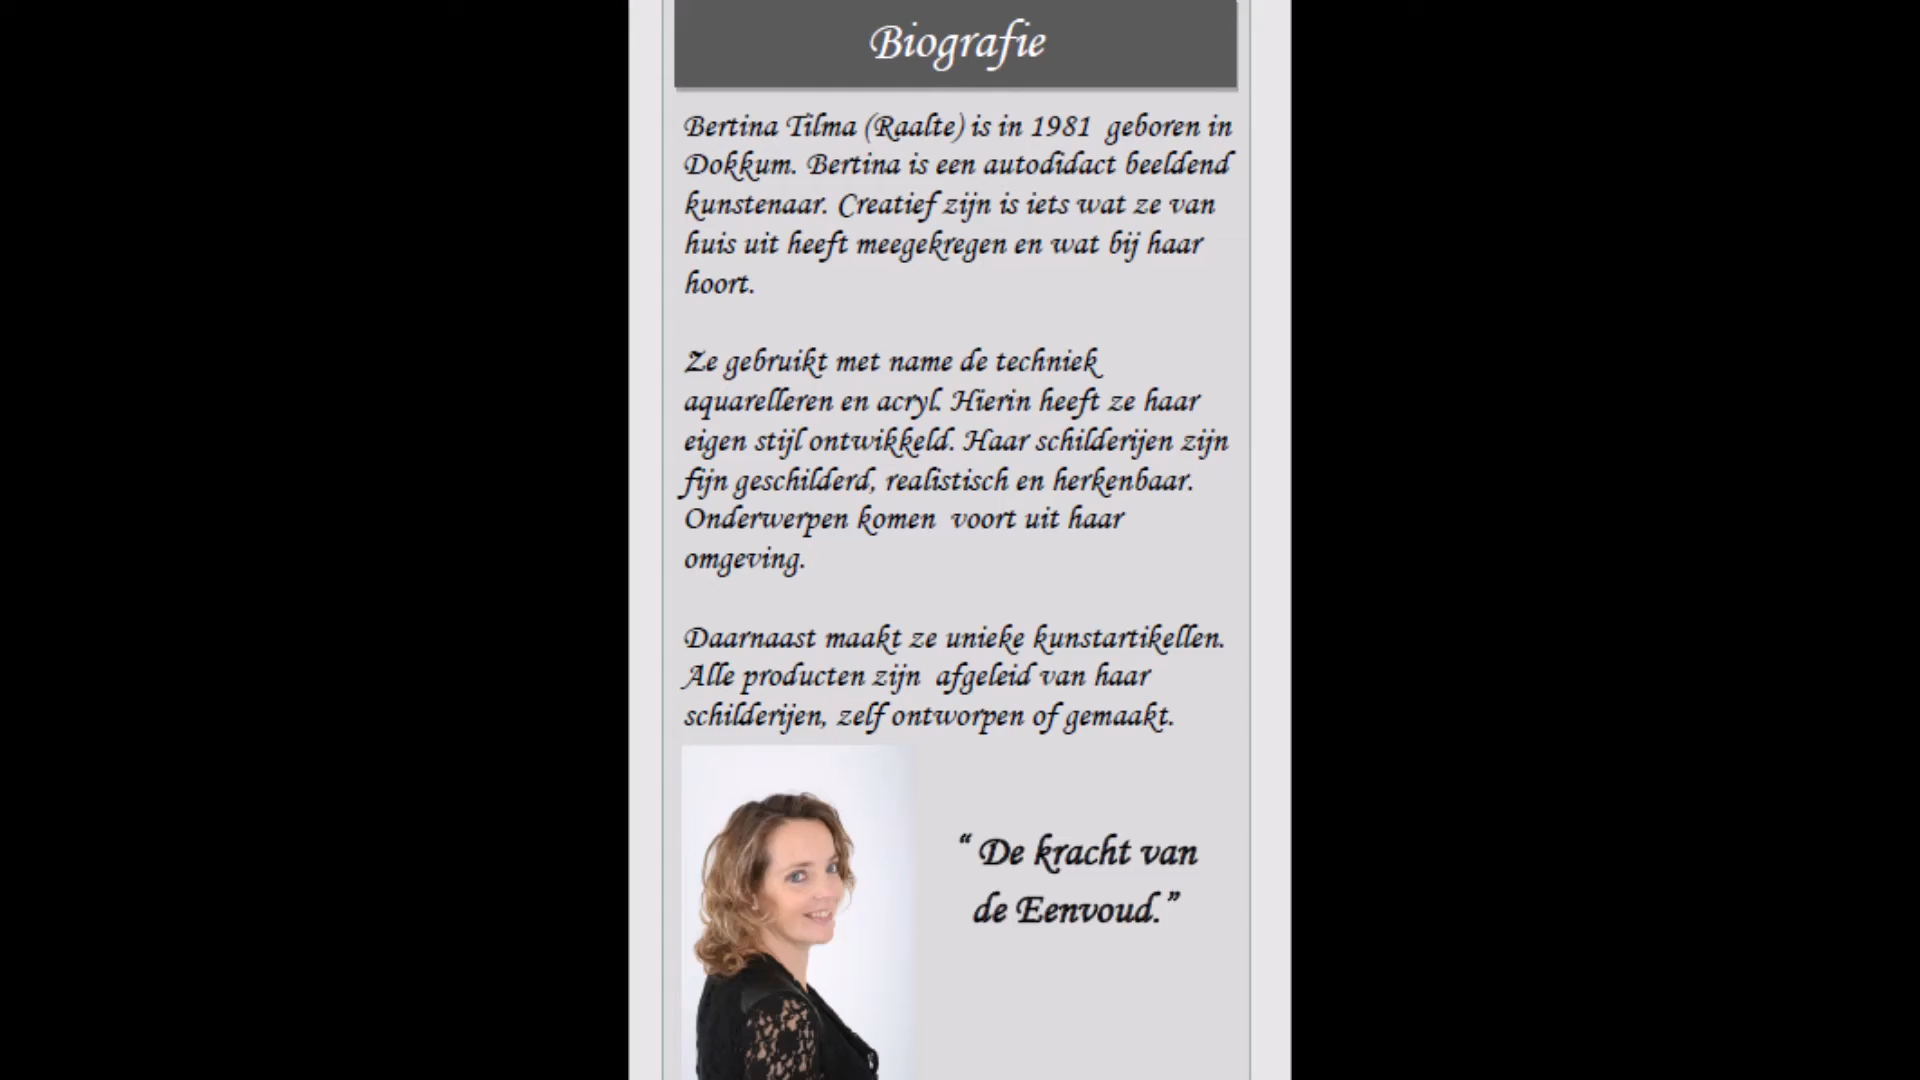 Biografie
Bertina Tilma (Raalte) is in 1981 geboren in
Dokkum. Bertina is een autodidact beeldend
kunstenaar. Creatief zijn is iets wat ze van
huis uit heeft meegekregen en wat bij haar
hoort.
Ze gebruikt met name de techniek
aquarelleren en acryl. Hierin heeft ze haar
eigen stijl ontwikkeld. Haar schilderijen zijn
fijn geschilderd, realistisch en herkenbaar.
Onderwerpen komen voort uit haar
omgeving.
Daarnaast maakt ze unieke kunstartikellen.
Alle producten zijn afgeleid van haar
schilderijen, zelf ontworpen of gemaakt.
“ De kracht van
de Eenvoud.”